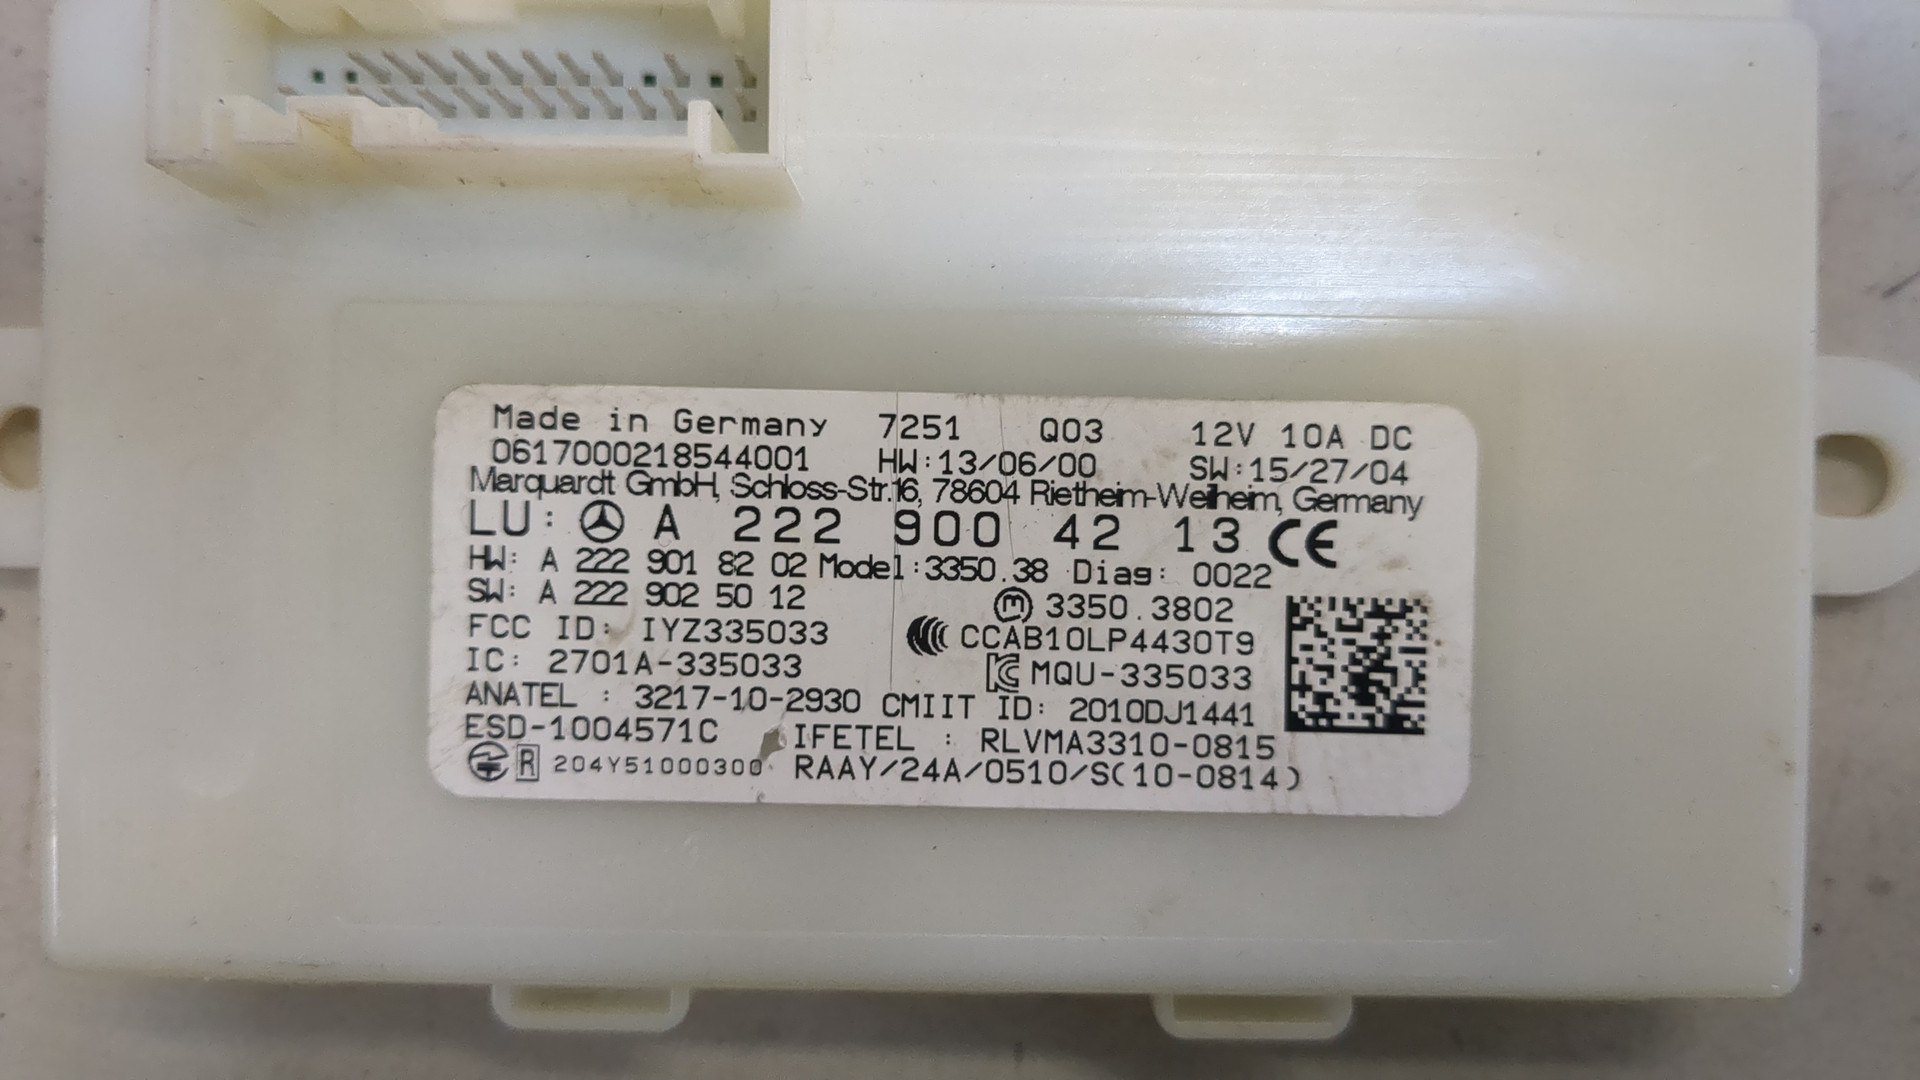 Made in Germany 7251 Q03 12V 10A DC
0617000218544001 HW:13/06/00 SW:15/27/04
Marquardt GmbH, Schloss-Str.16, 78604 Rietheim-Weilheim, Germany
LU: A 222 900 42 13 CE
HW: A 222 901 82 02 Model:3350.38 Diag: 0022
SW: A 222 902 50 12 m 3350.3802
FCC ID: IYZ335033 CCAB10LP4430T9
IC: 2701A-335033 MQU-335033
ANATEL : 3217-10-2930 CMIIT ID: 2010DJ1441
ESD-1004571C IFETEL : RLVMA3310-0815
R 204Y51000300 RAAY/24A/0510/S(10-0814)